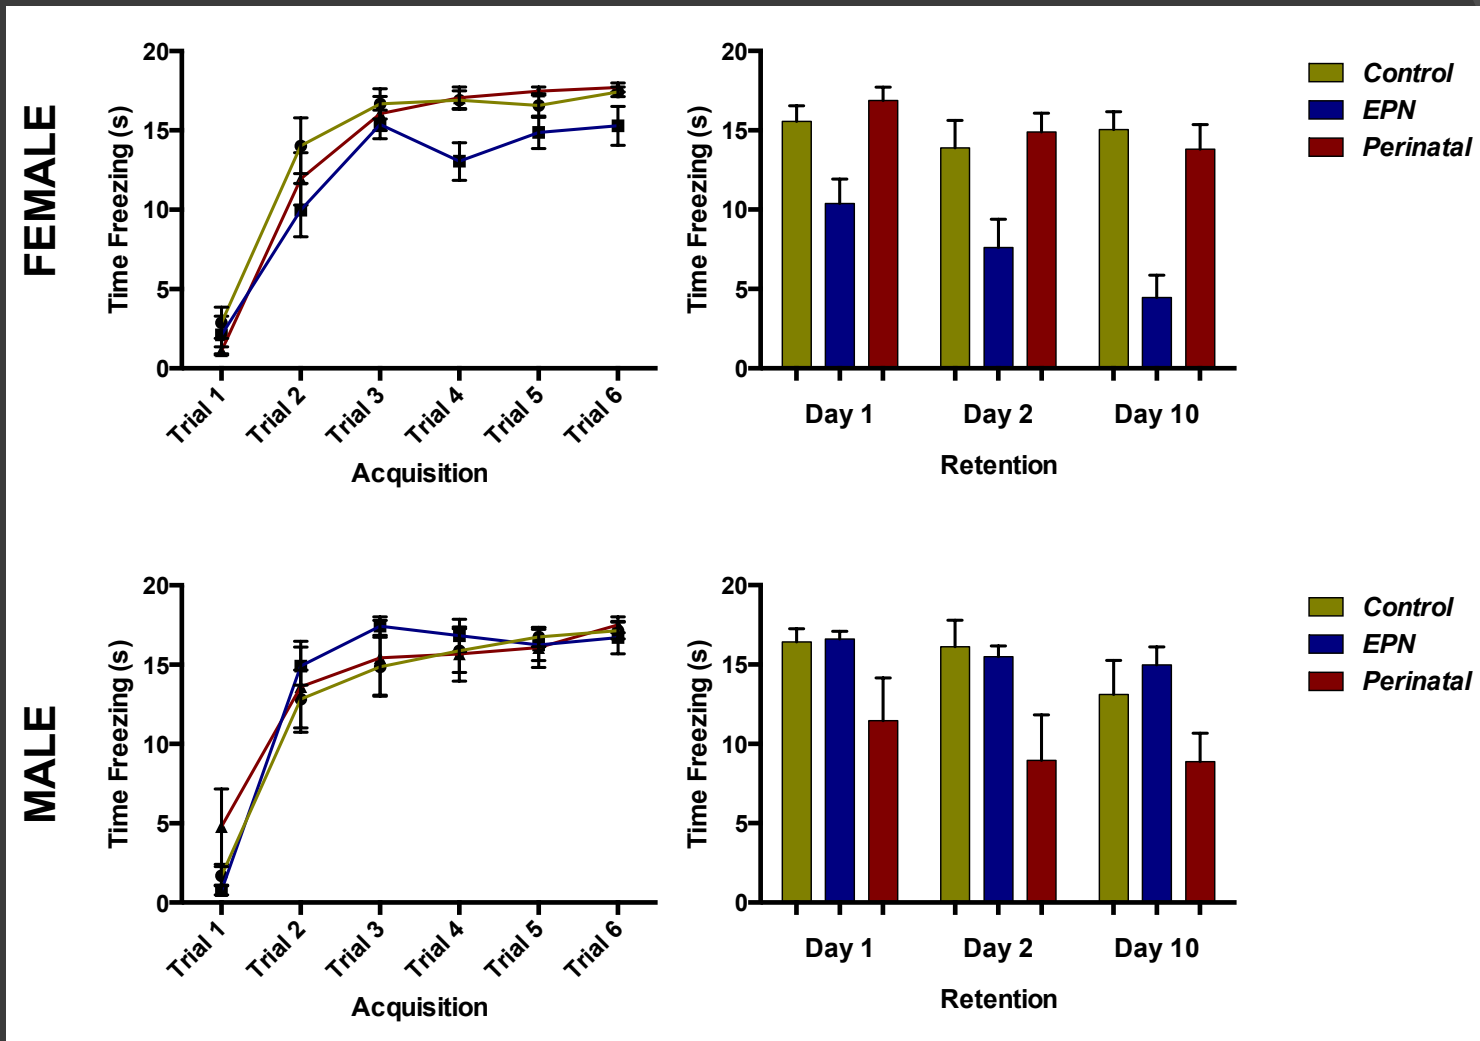 FEMALE
Time Freezing (s)
20
15
10
5
0
Trial 1
Trial 2
Trial 3
Trial 4
Trial 5
Trial 6
Acquisition
Time Freezing (s)
20
15
10
5
0
Day 1
Day 2
Day 10
Retention
Control
EPN
Perinatal
MALE
Time Freezing (s)
20
15
10
5
0
Trial 1
Trial 2
Trial 3
Trial 4
Trial 5
Trial 6
Acquisition
Time Freezing (s)
20
15
10
5
0
Day 1
Day 2
Day 10
Retention
Control
EPN
Perinatal